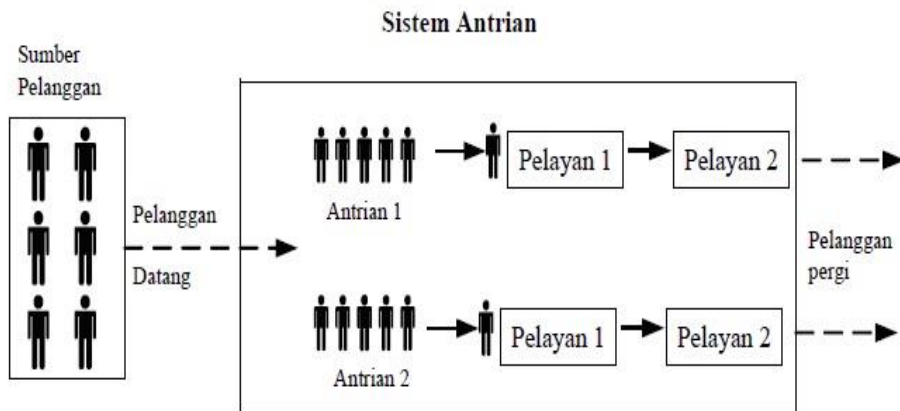 Sistem Antrian
Sumber
Pelanggan
Pelayan 1
Pelayan 2
Antrian 1
Pelanggan
Datang
Pelanggan
pergi
Pelayan 1
Pelayan 2
Antrian 2